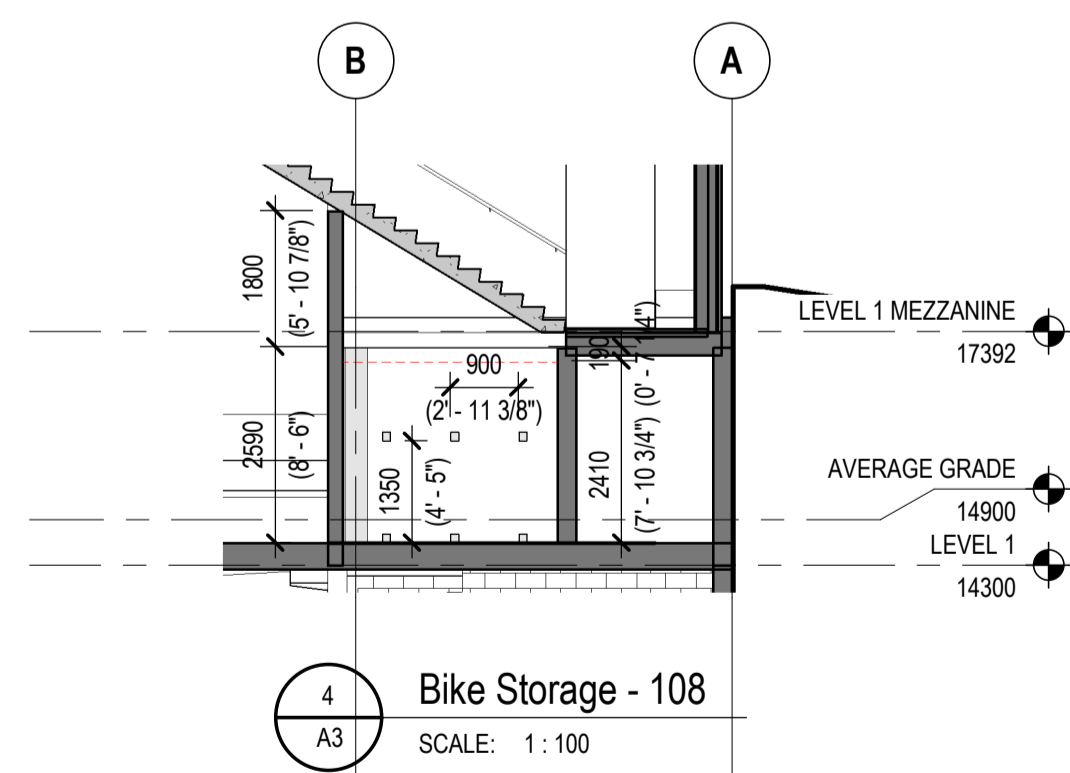 B
A
1800
(5' - 10 7/8")
LEVEL 1 MEZZANINE
17392
190
900
(2' - 11 3/8")
2590
(8' - 6")
1350
(4' - 5")
2410
(7' - 10 3/4")
AVERAGE GRADE
14900
LEVEL 1
14300
4
A3
Bike Storage - 108
SCALE: 1 : 100